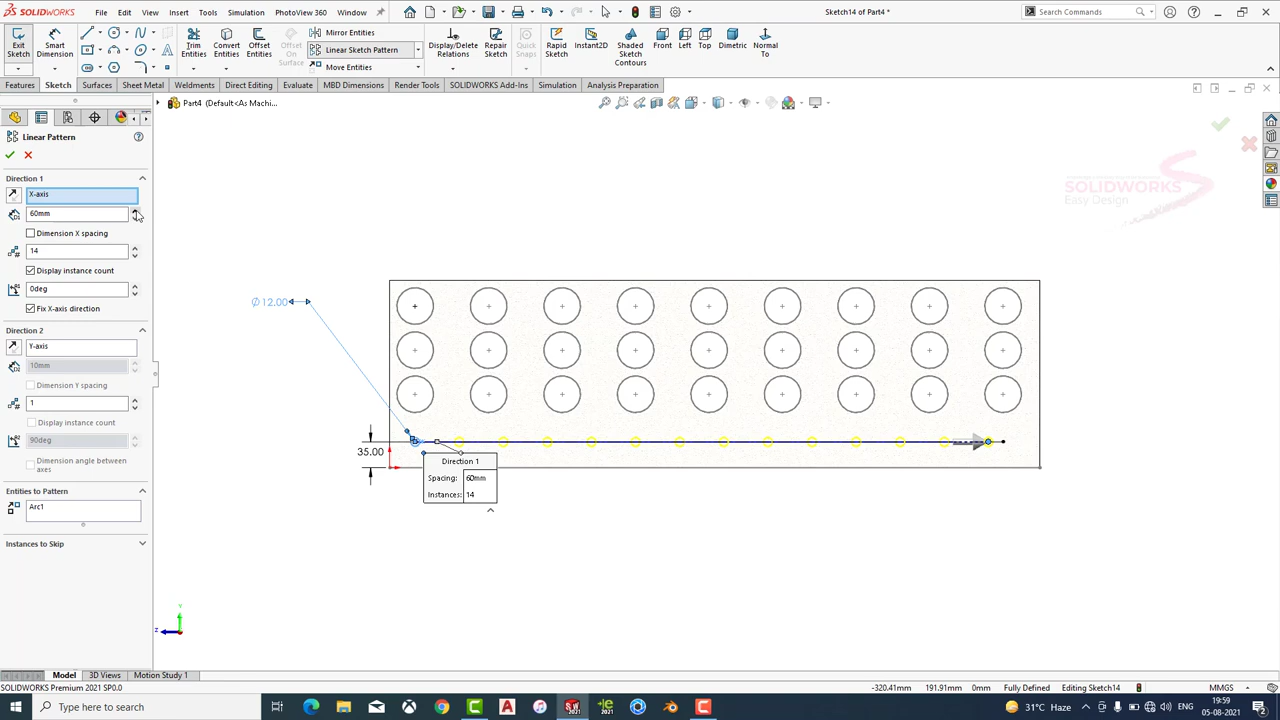 SOLIDWORKS
File Edit View Insert Tools Simulation PhotoView 360 Window
Sketch14 of Part4 *
Search Commands
Exit Sketch
Smart Dimension
Trim Entities
Convert Entities
Offset Entities
Offset On Surface
Mirror Entities
Linear Sketch Pattern
Move Entities
Display/Delete Relations
Repair Sketch
Quick Snaps
Rapid Sketch
Instant2D
Shaded Sketch Contours
Front
Left
Top
Dimetric
Normal To
Features Sketch Surfaces Sheet Metal Weldments Direct Editing Evaluate MBD Dimensions Render Tools SOLIDWORKS Add-Ins Simulation Analysis Preparation
Part4 (Default<As Machi...
Linear Pattern
Direction 1
X-axis
60mm
Dimension X spacing
14
Display instance count
0deg
Fix X-axis direction
Direction 2
Y-axis
10mm
Dimension Y spacing
1
Display instance count
90deg
Dimension angle between axes
Entities to Pattern
Arc1
Instances to Skip
SOLIDWORKS
Easy Design
Ø12.00
35.00
Direction 1
Spacing: 60mm
Instances: 14
Y
Z
Model 3D Views Motion Study 1
SOLIDWORKS Premium 2021 SP0.0
-320.41mm 191.91mm 0mm Fully Defined Editing Sketch14 MMGS
Type here to search
31°C Haze
ENG
19:59
05-08-2021